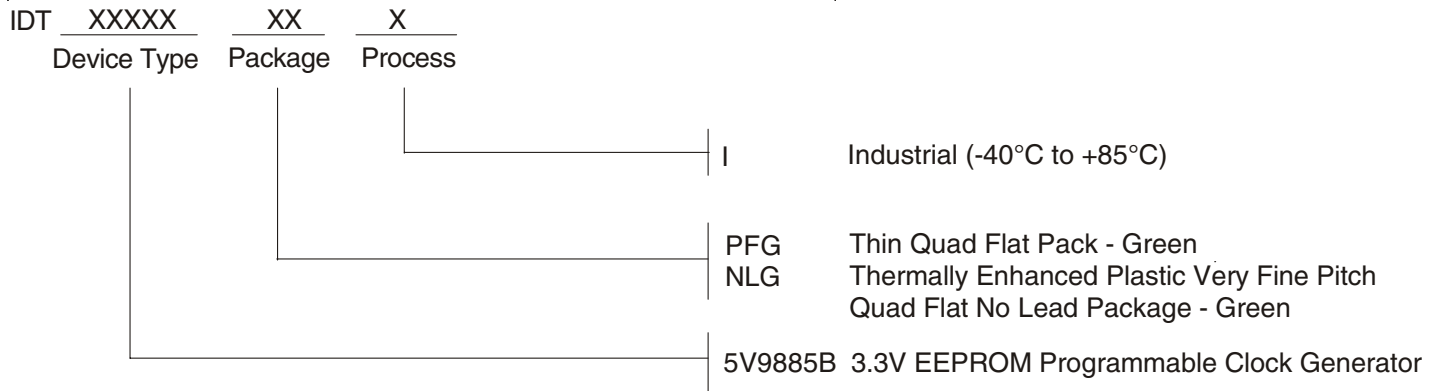 IDT XXXXX XX X
Device Type Package Process
I Industrial (-40°C to +85°C)
PFG Thin Quad Flat Pack - Green
NLG Thermally Enhanced Plastic Very Fine Pitch
Quad Flat No Lead Package - Green
5V9885B 3.3V EEPROM Programmable Clock Generator